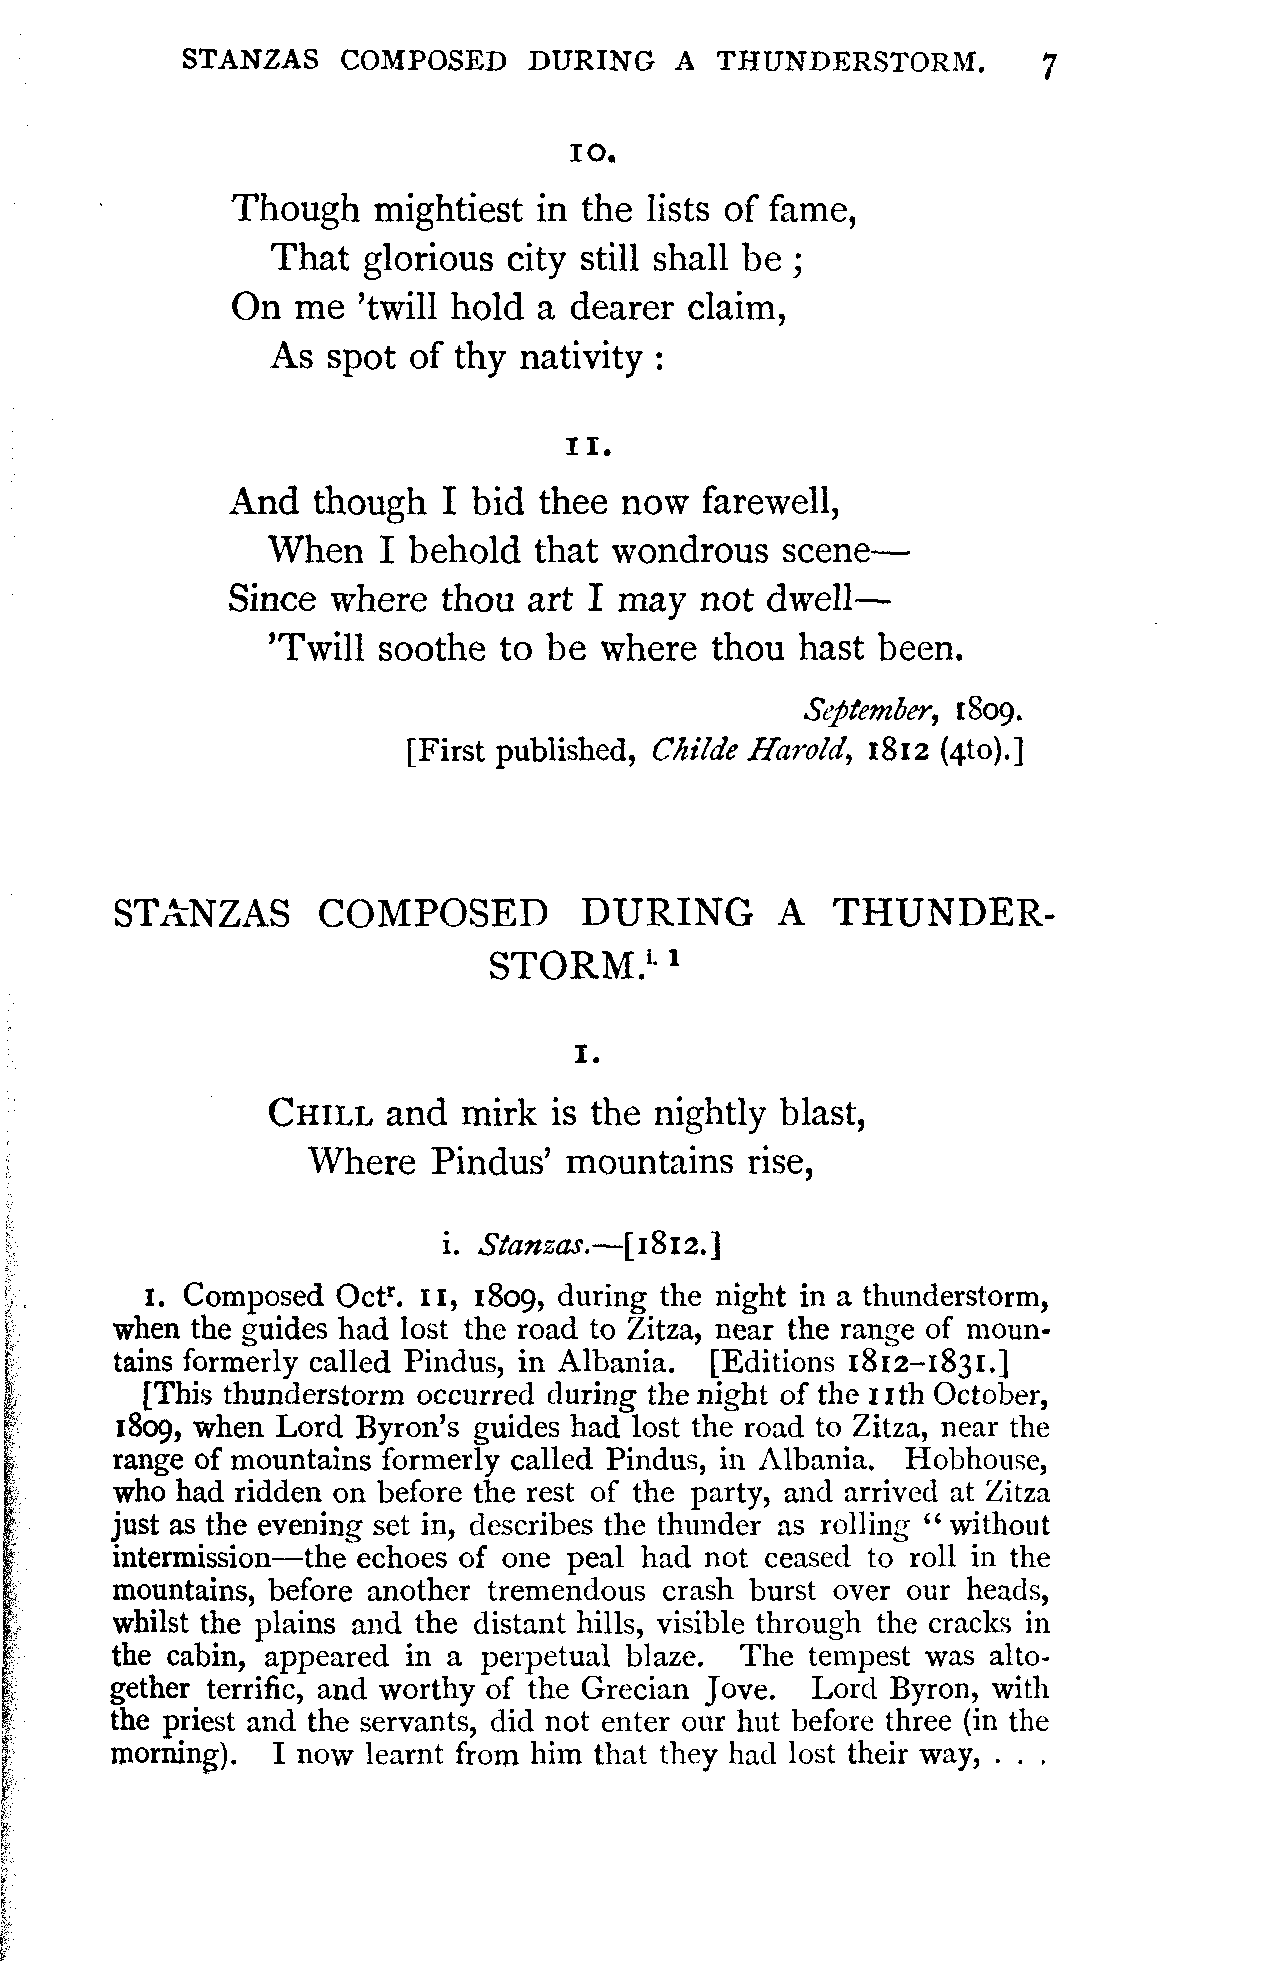 STANZAS COMPOSED DURING A THUNDERSTORM. 7
10.
Though mightiest in the lists of fame,
That glorious city still shall be ;
On me ’twill hold a dearer claim,
As spot of thy nativity :
11.
And though I bid thee now farewell,
When I behold that wondrous scene—
Since where thou art I may not dwell—
’Twill soothe to be where thou hast been.
September, 1809.
[First published, Childe Harold, 1812 (4to).]
STANZAS COMPOSED DURING A THUNDER-
STORM.i. 1
1.
CHILL and mirk is the nightly blast,
Where Pindus’ mountains rise,
i. Stanzas.—[1812.]
1. Composed Octr. 11, 1809, during the night in a thunderstorm,
when the guides had lost the road to Zitza, near the range of moun-
tains formerly called Pindus, in Albania. [Editions 1812–1831.]
[This thunderstorm occurred during the night of the 11th October,
1809, when Lord Byron’s guides had lost the road to Zitza, near the
range of mountains formerly called Pindus, in Albania. Hobhouse,
who had ridden on before the rest of the party, and arrived at Zitza
just as the evening set in, describes the thunder as rolling “ without
intermission—the echoes of one peal had not ceased to roll in the
mountains, before another tremendous crash burst over our heads,
whilst the plains and the distant hills, visible through the cracks in
the cabin, appeared in a perpetual blaze. The tempest was alto-
gether terrific, and worthy of the Grecian Jove. Lord Byron, with
the priest and the servants, did not enter our hut before three (in the
morning). I now learnt from him that they had lost their way, . . .